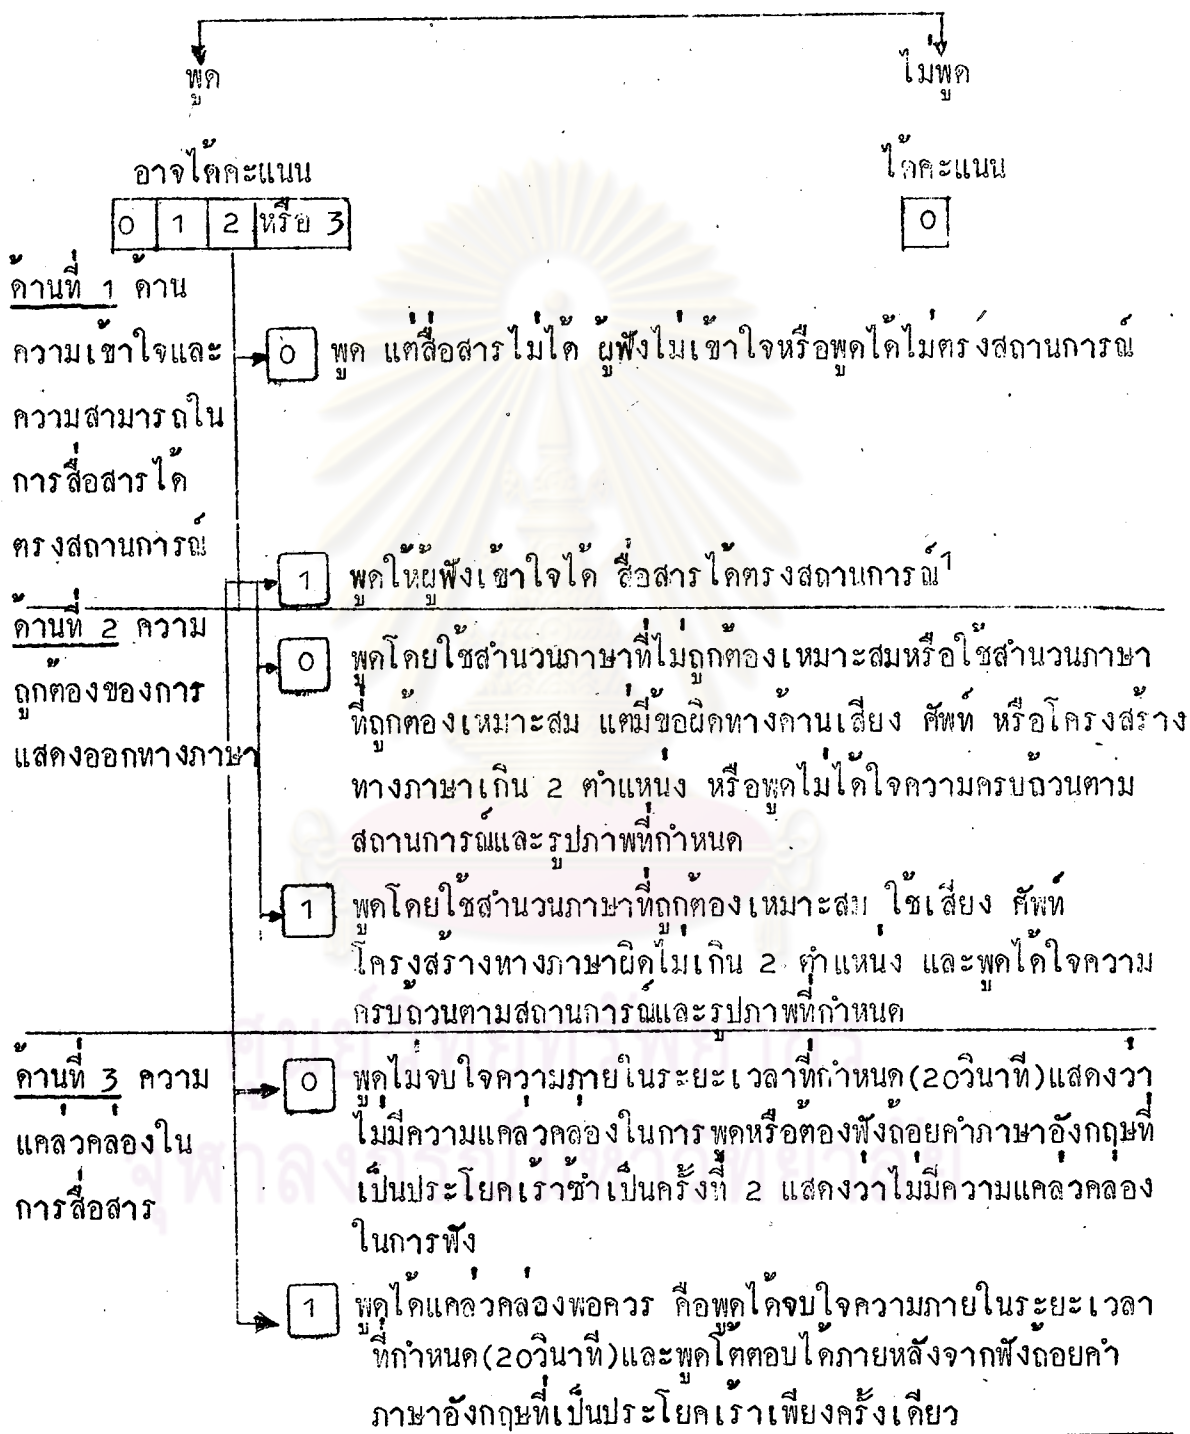 พูด
ไม่พูด
อาจได้คะแนน
ได้คะแนน
0 1 2 หรือ 3
0
ด้านที่ 1 ด้าน
ความเข้าใจและ
ความสามารถใน
การสื่อสารได้
ตรงสถานการณ์
0 พูด แต่สื่อสารไม่ได้ ผู้ฟังไม่เข้าใจหรือพูดได้ไม่ตรงสถานการณ์
1 พูดให้ผู้ฟังเข้าใจได้ สื่อสารได้ตรงสถานการณ์1
ด้านที่ 2 ความ
ถูกต้องของการ
แสดงออกทางภาษา
0 พูดโดยใช้สำนวนภาษาที่ไม่ถูกต้องเหมาะสมหรือใช้สำนวนภาษา
ที่ถูกต้องเหมาะสม แต่มีข้อผิดทางด้านเสียง ศัพท์ หรือโครงสร้าง
ทางภาษาเกิน 2 ตำแหน่ง หรือพูดไม่ได้ใจความครบถ้วนตาม
สถานการณ์และรูปภาพที่กำหนด
1 พูดโดยใช้สำนวนภาษาที่ถูกต้องเหมาะสม ใช้เสียง ศัพท์
โครงสร้างทางภาษาผิดไม่เกิน 2 ตำแหน่ง และพูดได้ใจความ
ครบถ้วนตามสถานการณ์และรูปภาพที่กำหนด
ด้านที่ 3 ความ
แคล่วคล่องใน
การสื่อสาร
0 พูดไม่จบใจความภายในระยะเวลาที่กำหนด(20วินาที)แสดงว่า
ไม่มีความแคล่วคล่องในการพูดหรือต้องฟังถ้อยคำภาษาอังกฤษที่
เป็นประโยคเร้าซ้ำเป็นครั้งที่ 2 แสดงว่าไม่มีความแคล่วคล่อง
ในการฟัง
1 พูดได้แคล่วคล่องพอควร คือพูดได้จบใจความภายในระยะเวลา
ที่กำหนด(20วินาที)และพูดโต้ตอบได้ภายหลังจากฟังถ้อยคำ
ภาษาอังกฤษที่เป็นประโยคเร้าเพียงครั้งเดียว
ศูนย์วิทยทรัพยากร
จุฬาลงกรณ์มหาวิทยาลัย